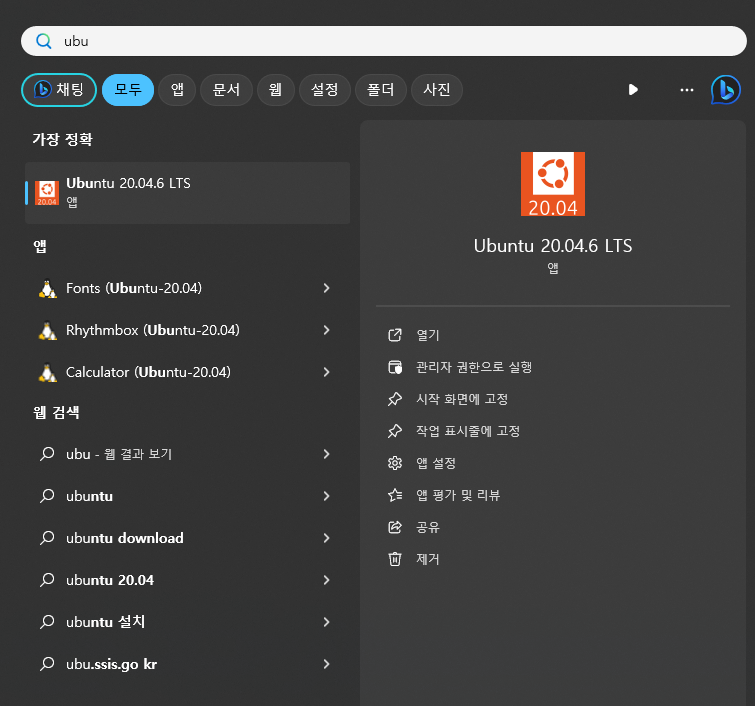 ubu
채팅 모두 앱 문서 웹 설정 폴더 사진
가장 정확
Ubuntu 20.04.6 LTS
앱
앱
Fonts (Ubuntu-20.04)
Rhythmbox (Ubuntu-20.04)
Calculator (Ubuntu-20.04)
웹 검색
ubu - 웹 결과 보기
ubuntu
ubuntu download
ubuntu 20.04
ubuntu 설치
ubu.ssis.go kr
20.04
Ubuntu 20.04.6 LTS
앱
열기
관리자 권한으로 실행
시작 화면에 고정
작업 표시줄에 고정
앱 설정
앱 평가 및 리뷰
공유
제거